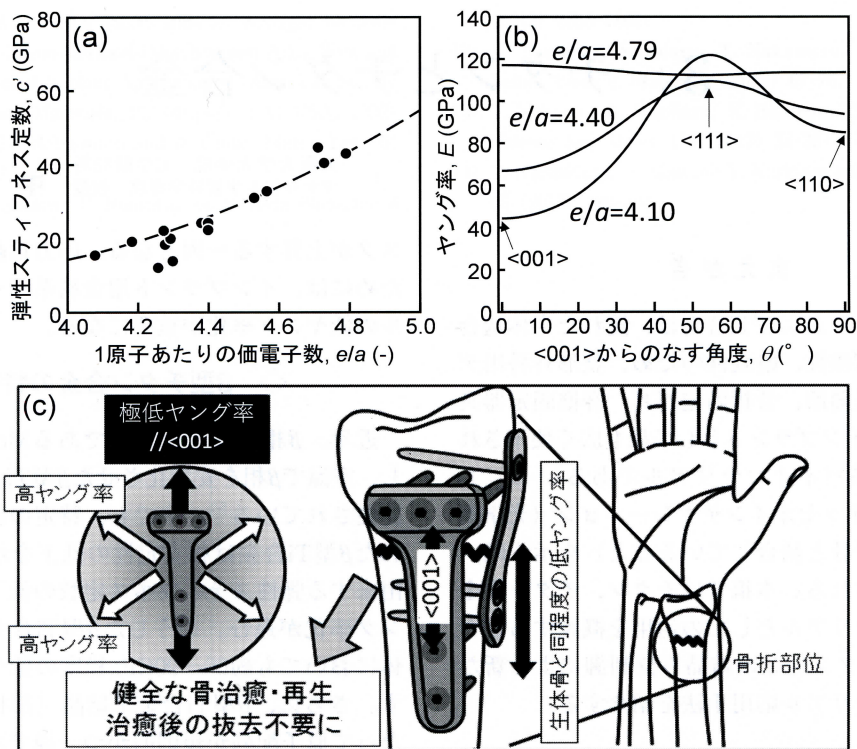 (a)
80
60
40
20
0
弾性スティフネス定数, c' (GPa)
4.0 4.2 4.4 4.6 4.8 5.0
1原子あたりの価電子数, e/a (-)
(b)
140
120
100
80
60
40
20
0
ヤング率, E (GPa)
e/a=4.79
e/a=4.40
<111>
<110>
e/a=4.10
<001>
0 10 20 30 40 50 60 70 80 90
<001>からのなす角度, θ(°)
(c)
極低ヤング率
//<001>
高ヤング率
高ヤング率
健全な骨治癒・再生
治癒後の抜去不要に
<001>
生体骨と同程度の低ヤング率
骨折部位